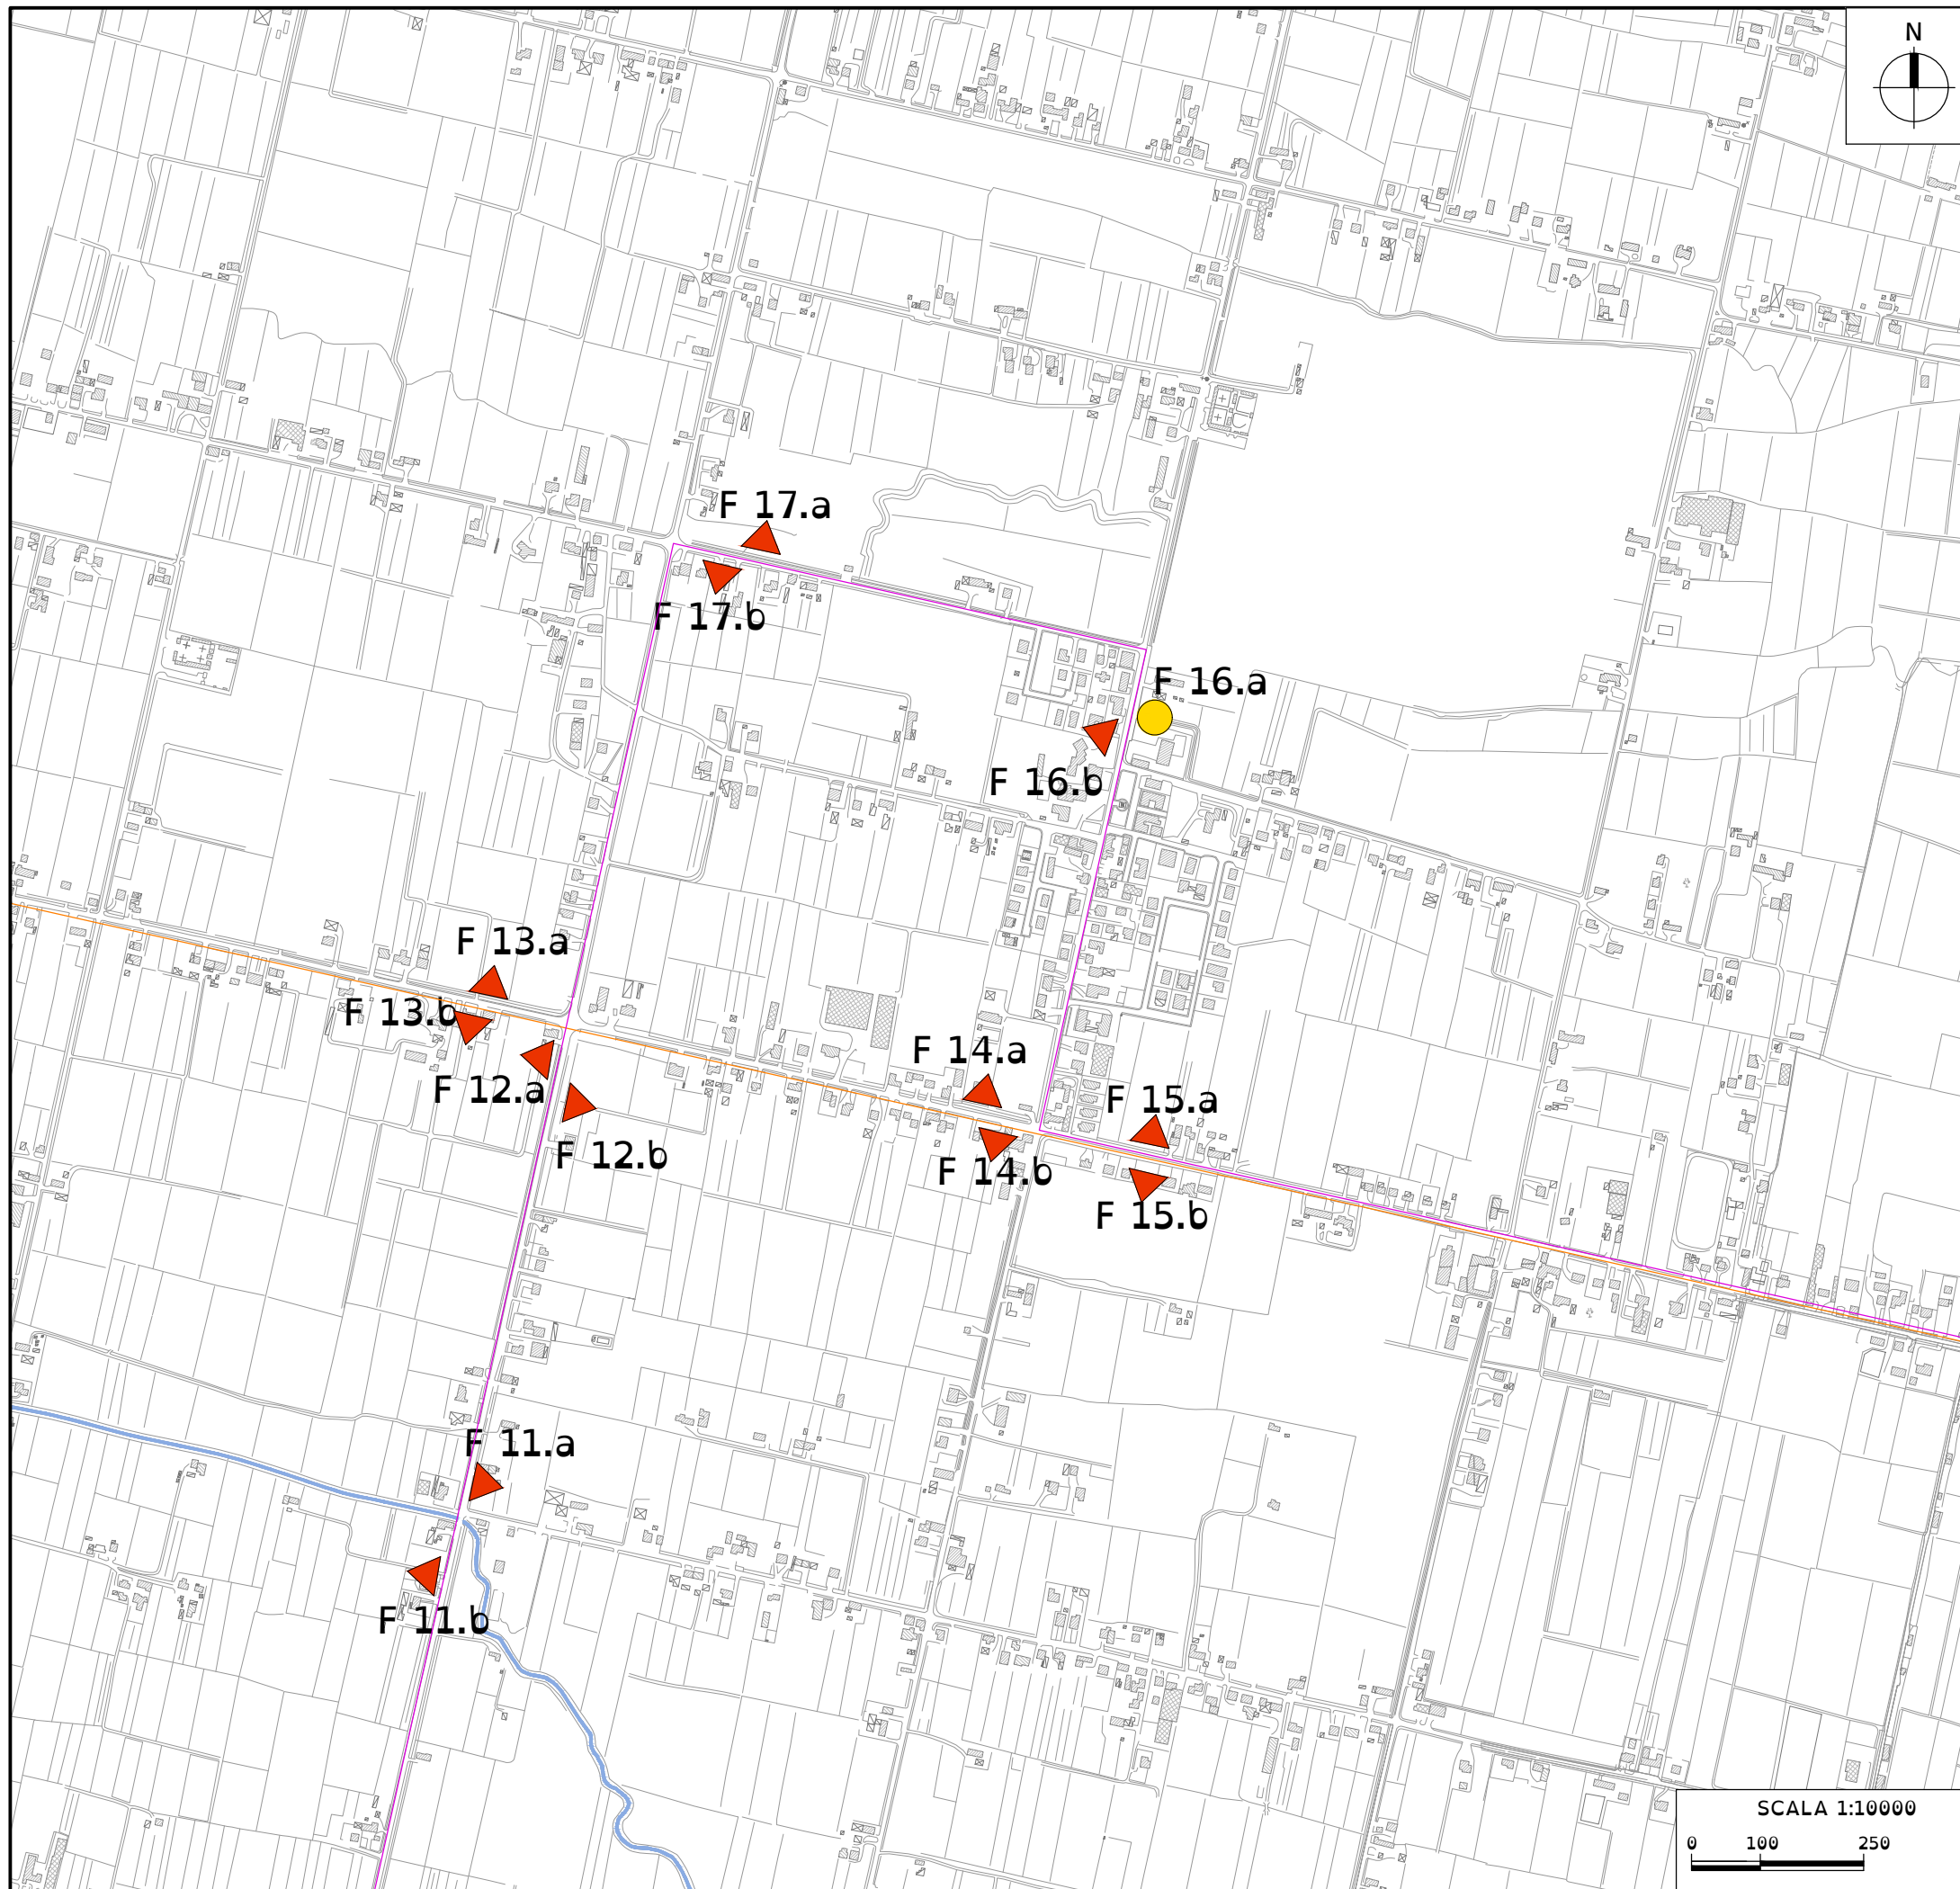 N
F 17.a
F 17.b
F 16.a
F 16.b
F 13.a
F 13.b
F 14.a
F 12.a
F 15.a
F 12.b
F 14.b
F 15.b
F 11.a
F 11.b
SCALA 1:10000
0 100 250